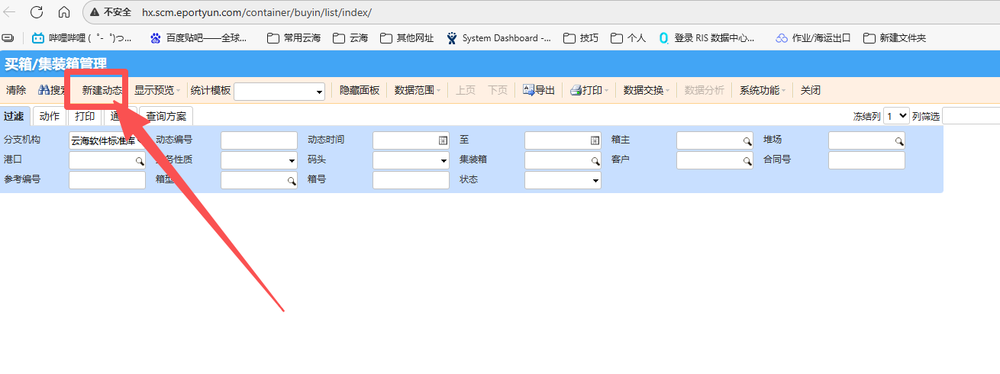 不安全 hx.scm.eportyun.com/container/buyin/list/index/
哔哩哔哩 ( ゜- ゜)つ... 百度贴吧——全球... 常用云海 云海 其他网址 System Dashboard -... 技巧 个人 登录 RIS 数据中心... 作业/海运出口 新建文件夹
买箱/集装箱管理
清除 搜索 新建动态 显示预览 统计模板 隐藏面板 数据范围 上页 下页 导出 打印 数据交换 数据分析 系统功能 关闭
过滤 动作 打印 通 查询方案 冻结列 1 列筛选
分支机构 云海软件标准库 动态编号 动态时间 至 箱主 堆场
港口 务性质 码头 集装箱 客户 合同号
参考编号 箱型 箱号 状态